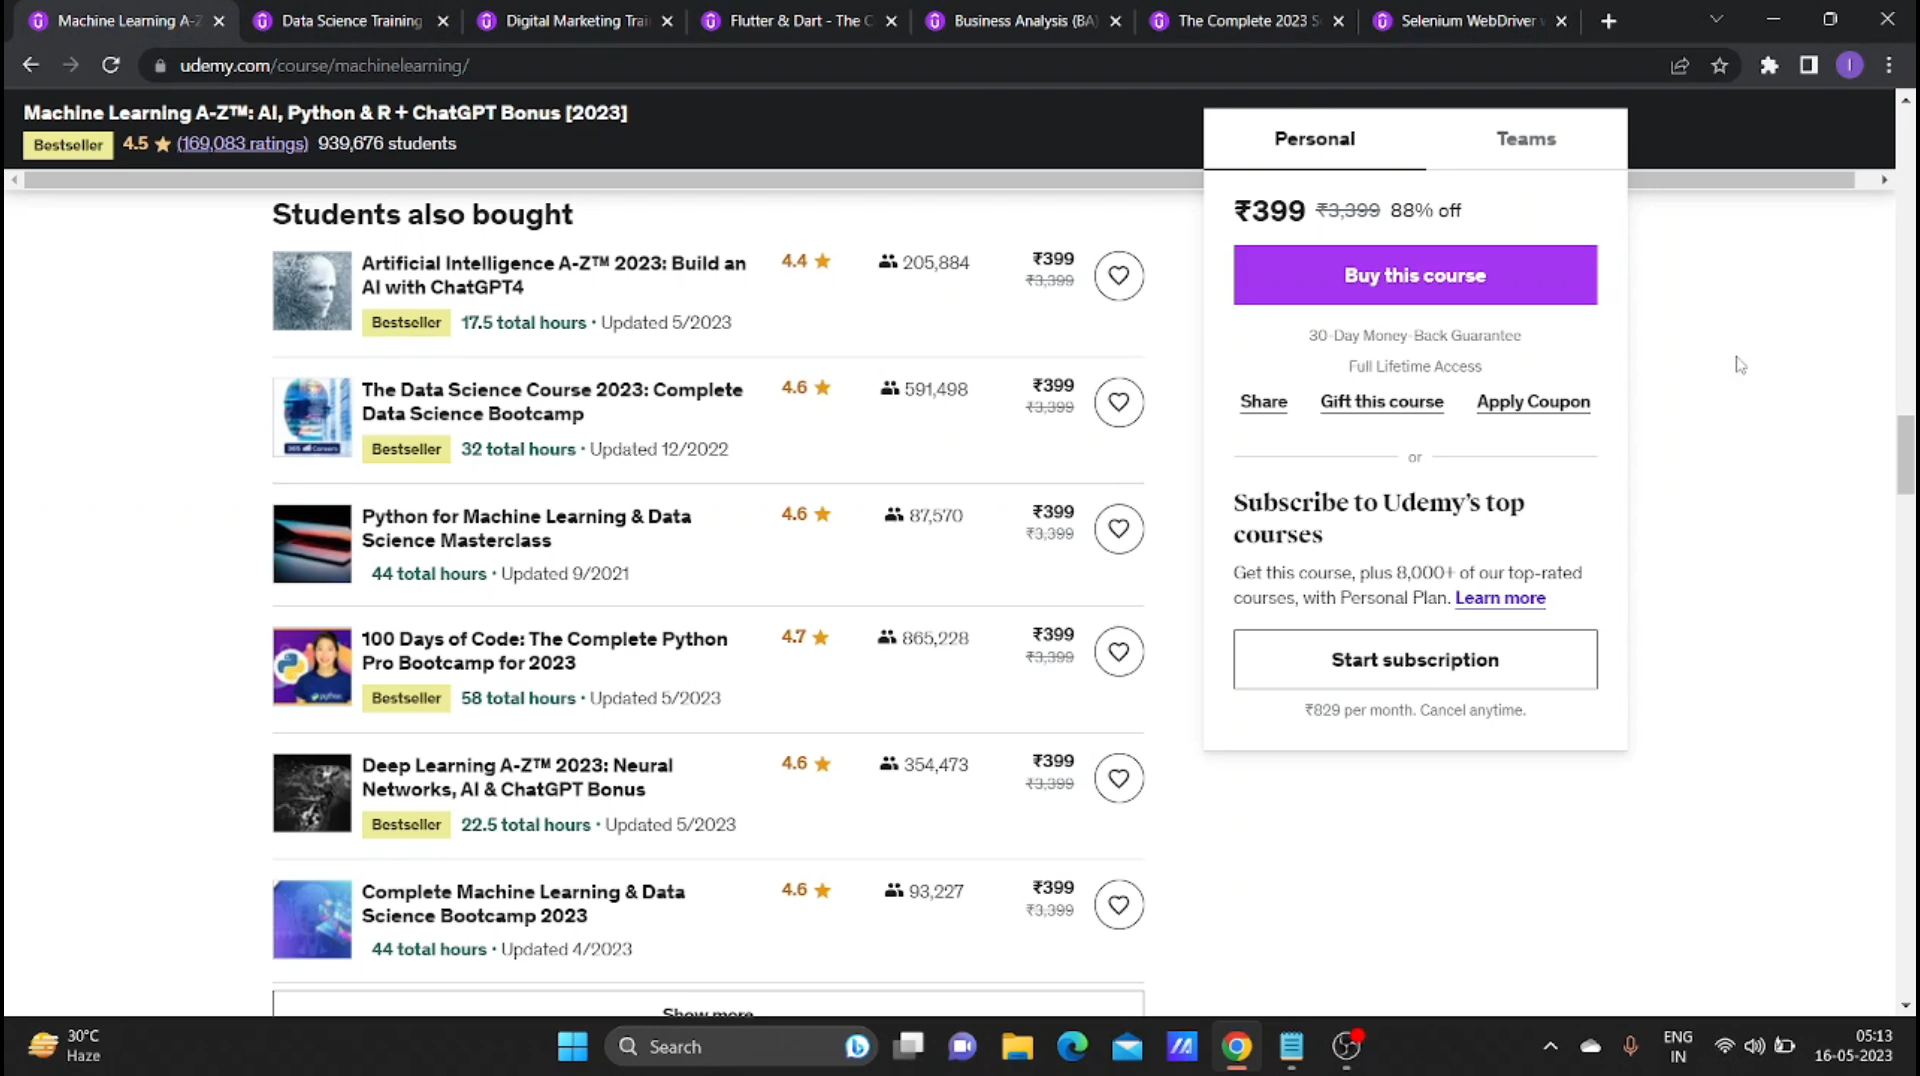 Machine Learning A-Z
Data Science Training
Digital Marketing Trai
Flutter & Dart - The C
Business Analysis (BA)
The Complete 2023 S
Selenium WebDriver
udemy.com/course/machinelearning/
I
Machine Learning A-Z™: AI, Python & R + ChatGPT Bonus [2023]
Bestseller 4.5 (169,083 ratings) 939,676 students
Personal Teams
Students also bought
₹399 ₹3,399 88% off
Buy this course
30-Day Money-Back Guarantee
Full Lifetime Access
Share Gift this course Apply Coupon
or
Subscribe to Udemy's top
courses
Get this course, plus 8,000+ of our top-rated
courses, with Personal Plan. Learn more
Start subscription
₹829 per month. Cancel anytime.
Artificial Intelligence A-Z™ 2023: Build an
AI with ChatGPT4
4.4 205,884 ₹399
₹3,399
Bestseller 17.5 total hours · Updated 5/2023
The Data Science Course 2023: Complete
Data Science Bootcamp
4.6 591,498 ₹399
₹3,399
Bestseller 32 total hours · Updated 12/2022
Python for Machine Learning & Data
Science Masterclass
4.6 87,570 ₹399
₹3,399
44 total hours · Updated 9/2021
100 Days of Code: The Complete Python
Pro Bootcamp for 2023
4.7 865,228 ₹399
₹3,399
Bestseller 58 total hours · Updated 5/2023
Deep Learning A-Z™ 2023: Neural
Networks, AI & ChatGPT Bonus
4.6 354,473 ₹399
₹3,399
Bestseller 22.5 total hours · Updated 5/2023
Complete Machine Learning & Data
Science Bootcamp 2023
4.6 93,227 ₹399
₹3,399
44 total hours · Updated 4/2023
Show more
30°C
Haze
Search
ENG
IN
05:13
16-05-2023